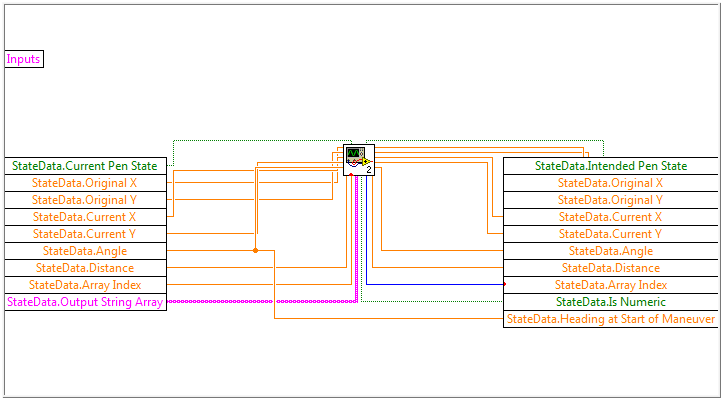 Inputs
StateData.Current Pen State
StateData.Original X
StateData.Original Y
StateData.Current X
StateData.Current Y
StateData.Angle
StateData.Distance
StateData.Array Index
StateData.Output String Array
2
StateData.Intended Pen State
StateData.Original X
StateData.Original Y
StateData.Current X
StateData.Current Y
StateData.Angle
StateData.Distance
StateData.Array Index
StateData.Is Numeric
StateData.Heading at Start of Maneuver